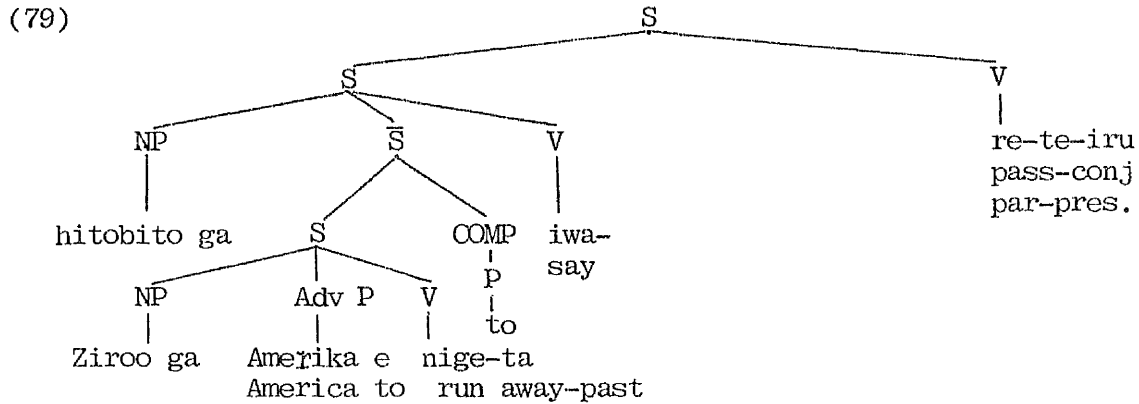 (79) S
S V
NP S̄ V re-te-iru
pass-conj
par-pres.
hitobito ga S COMP iwa-
say
NP Adv P V P
to
Ziroo ga Amerika e nige-ta
America to run away-past